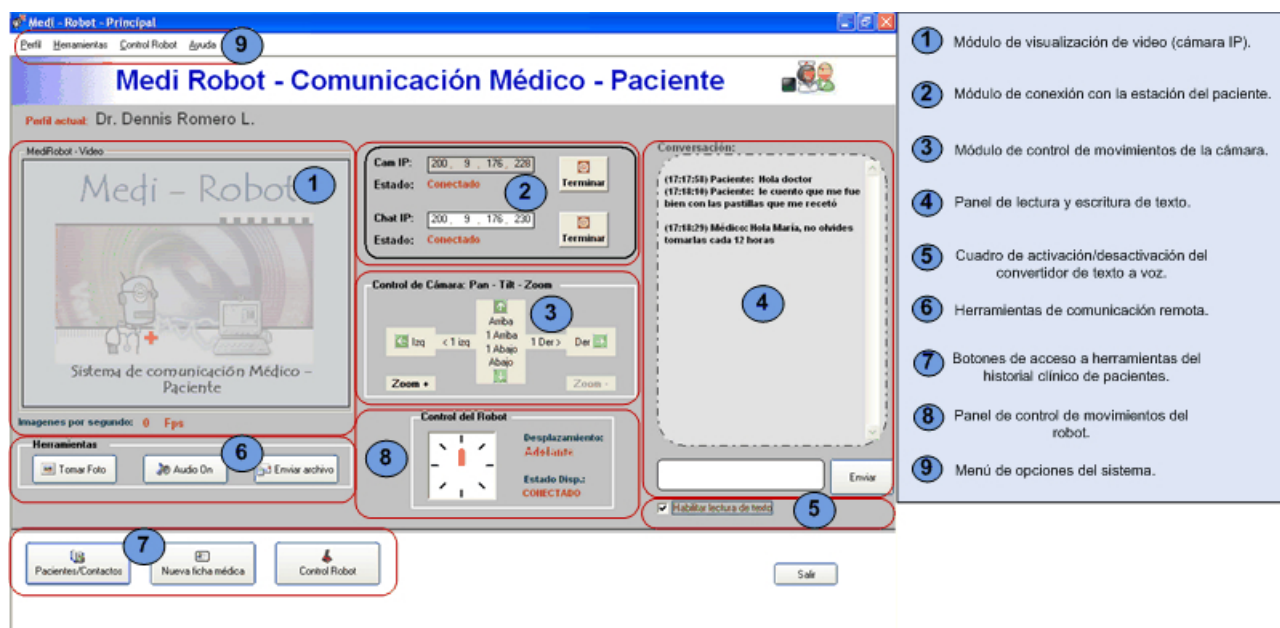 Medi - Robot - Principal
Perfil Herramientas Control Robot Ayuda
9
Medi Robot - Comunicación Médico - Paciente
Perfil actual: Dr. Dennis Romero L.
MediRobot - Video
Medi – Robot
1
Sistema de comunicación Médico –
Paciente
Imagenes por segundo: 0 Fps
Cam IP: 200 . 9 . 176 . 228
Terminar
Estado: Conectado
2
Chat IP: 200 . 9 . 176 . 230
Terminar
Estado: Conectado
Control de Cámara: Pan - Tilt - Zoom
3
Arriba
1 Arriba
Izq < 1 izq 1 Der > Der
1 Abajo
Abajo
Zoom + Zoom -
Conversación:
(17:17:58) Paciente: Hola doctor
(17:18:10) Paciente: le cuento que me fue
bien con las pastillas que me recetó
(17:18:29) Médico: Hola María, no olvides
tomarlas cada 12 horas
4
Enviar
Habilitar lectura de texto
5
Herramientas
6
Tomar Foto Audio On Enviar archivo
Control del Robot
8
Desplazamiento:
Adelante
Estado Disp.:
CONECTADO
7
Pacientes/Contactos Nueva ficha médica Control Robot
Salir
1 Módulo de visualización de video (cámara IP).
2 Módulo de conexión con la estación del paciente.
3 Módulo de control de movimientos de la cámara.
4 Panel de lectura y escritura de texto.
5 Cuadro de activación/desactivación del
convertidor de texto a voz.
6 Herramientas de comunicación remota.
7 Botones de acceso a herramientas del
historial clínico de pacientes.
8 Panel de control de movimientos del
robot.
9 Menú de opciones del sistema.